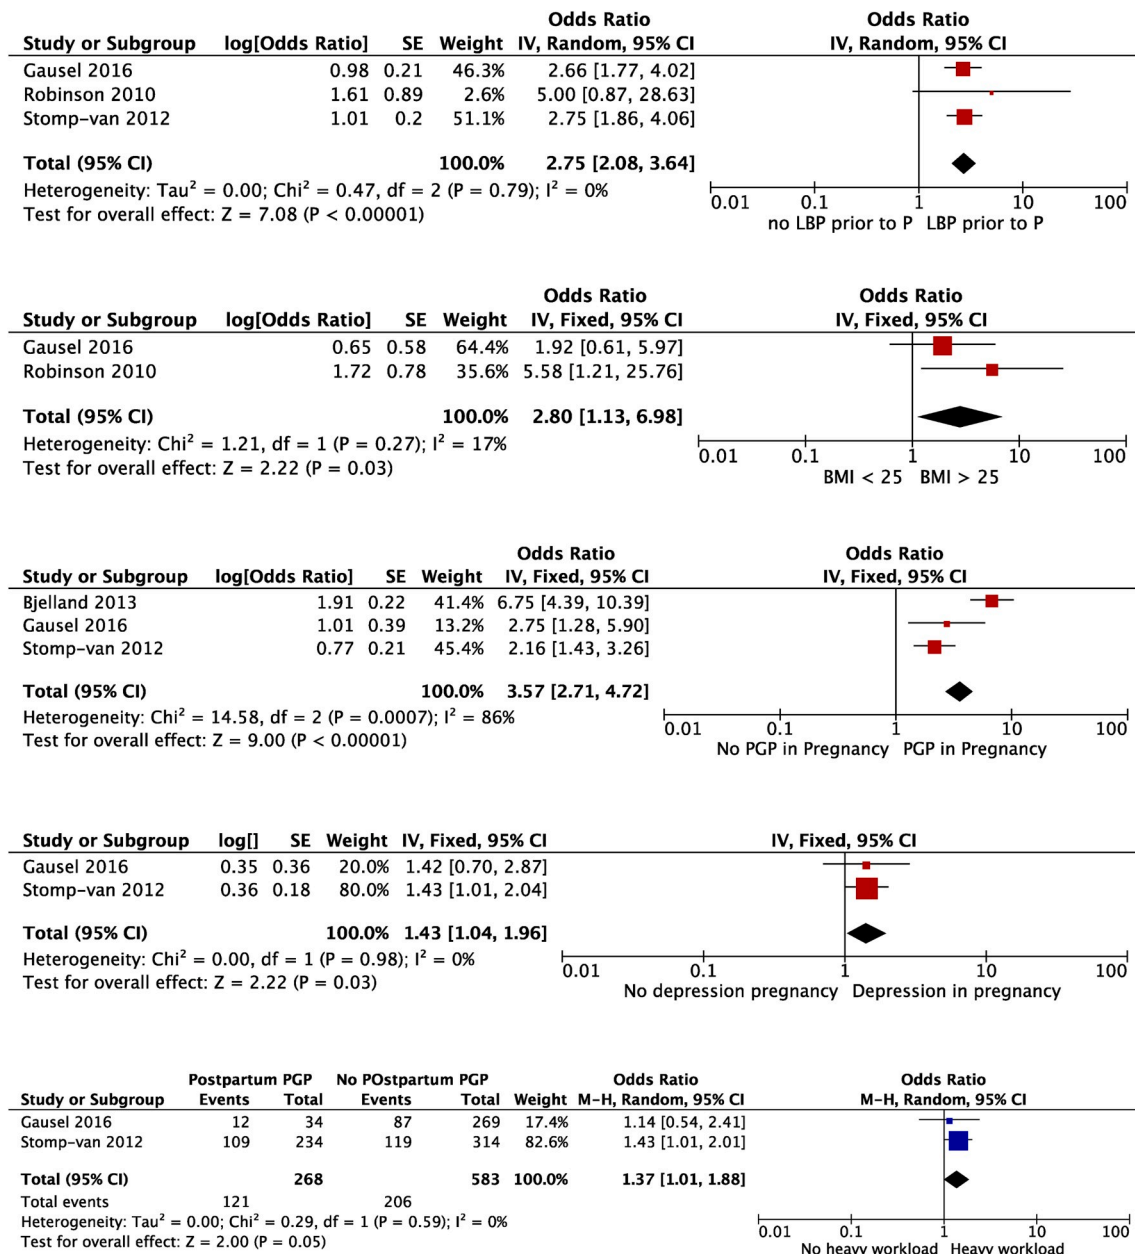 Odds Ratio Odds Ratio
Study or Subgroup log[Odds Ratio] SE Weight IV, Random, 95% CI IV, Random, 95% CI
Gausel 2016 0.98 0.21 46.3% 2.66 [1.77, 4.02]
Robinson 2010 1.61 0.89 2.6% 5.00 [0.87, 28.63]
Stomp-van 2012 1.01 0.2 51.1% 2.75 [1.86, 4.06]
Total (95% CI) 100.0% 2.75 [2.08, 3.64]
Heterogeneity: Tau² = 0.00; Chi² = 0.47, df = 2 (P = 0.79); I² = 0%
Test for overall effect: Z = 7.08 (P < 0.00001)
0.01 0.1 1 10 100
no LBP prior to P LBP prior to P
Odds Ratio Odds Ratio
Study or Subgroup log[Odds Ratio] SE Weight IV, Fixed, 95% CI IV, Fixed, 95% CI
Gausel 2016 0.65 0.58 64.4% 1.92 [0.61, 5.97]
Robinson 2010 1.72 0.78 35.6% 5.58 [1.21, 25.76]
Total (95% CI) 100.0% 2.80 [1.13, 6.98]
Heterogeneity: Chi² = 1.21, df = 1 (P = 0.27); I² = 17%
Test for overall effect: Z = 2.22 (P = 0.03)
0.01 0.1 1 10 100
BMI < 25 BMI > 25
Odds Ratio Odds Ratio
Study or Subgroup log[Odds Ratio] SE Weight IV, Fixed, 95% CI IV, Fixed, 95% CI
Bjelland 2013 1.91 0.22 41.4% 6.75 [4.39, 10.39]
Gausel 2016 1.01 0.39 13.2% 2.75 [1.28, 5.90]
Stomp-van 2012 0.77 0.21 45.4% 2.16 [1.43, 3.26]
Total (95% CI) 100.0% 3.57 [2.71, 4.72]
Heterogeneity: Chi² = 14.58, df = 2 (P = 0.0007); I² = 86%
Test for overall effect: Z = 9.00 (P < 0.00001)
0.01 0.1 1 10 100
No PGP in Pregnancy PGP in Pregnancy
Study or Subgroup log[] SE Weight IV, Fixed, 95% CI IV, Fixed, 95% CI
Gausel 2016 0.35 0.36 20.0% 1.42 [0.70, 2.87]
Stomp-van 2012 0.36 0.18 80.0% 1.43 [1.01, 2.04]
Total (95% CI) 100.0% 1.43 [1.04, 1.96]
Heterogeneity: Chi² = 0.00, df = 1 (P = 0.98); I² = 0%
Test for overall effect: Z = 2.22 (P = 0.03)
0.01 0.1 1 10 100
No depression pregnancy Depression in pregnancy
Postpartum PGP No POstpartum PGP Odds Ratio Odds Ratio
Study or Subgroup Events Total Events Total Weight M-H, Random, 95% CI M-H, Random, 95% CI
Gausel 2016 12 34 87 269 17.4% 1.14 [0.54, 2.41]
Stomp-van 2012 109 234 119 314 82.6% 1.43 [1.01, 2.01]
Total (95% CI) 268 583 100.0% 1.37 [1.01, 1.88]
Total events 121 206
Heterogeneity: Tau² = 0.00; Chi² = 0.29, df = 1 (P = 0.59); I² = 0%
Test for overall effect: Z = 2.00 (P = 0.05)
0.01 0.1 1 10 100
No heavy workload Heavy workload